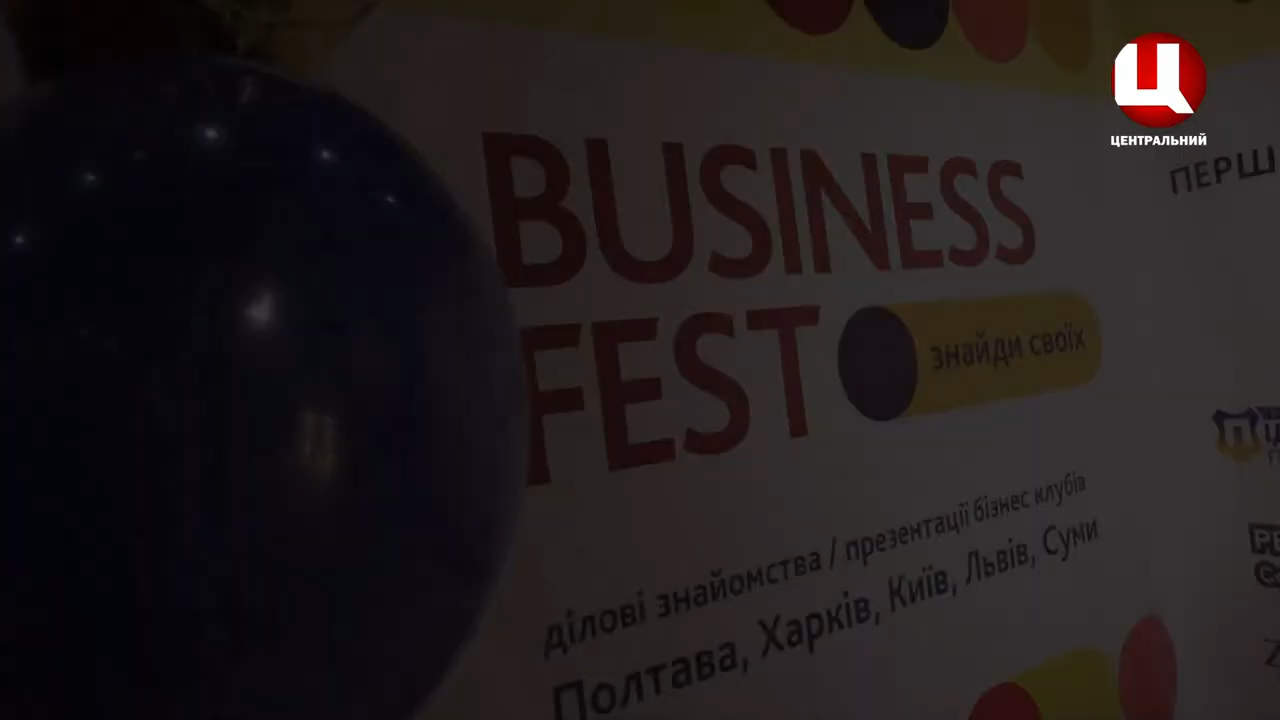 ЦЕНТРАЛЬНИЙ
ПЕРШ
BUSINESS
FEST
знайди своїх
ділові знайомства / презентації бізнес клубів
Полтава, Харків, Київ, Львів, Суми